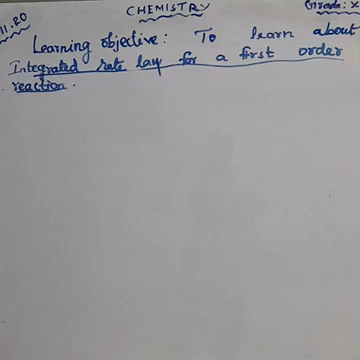 11.20 CHEMISTRY Grade: X
Learning objective: To learn about
Integrated rate law for a first order
reaction.